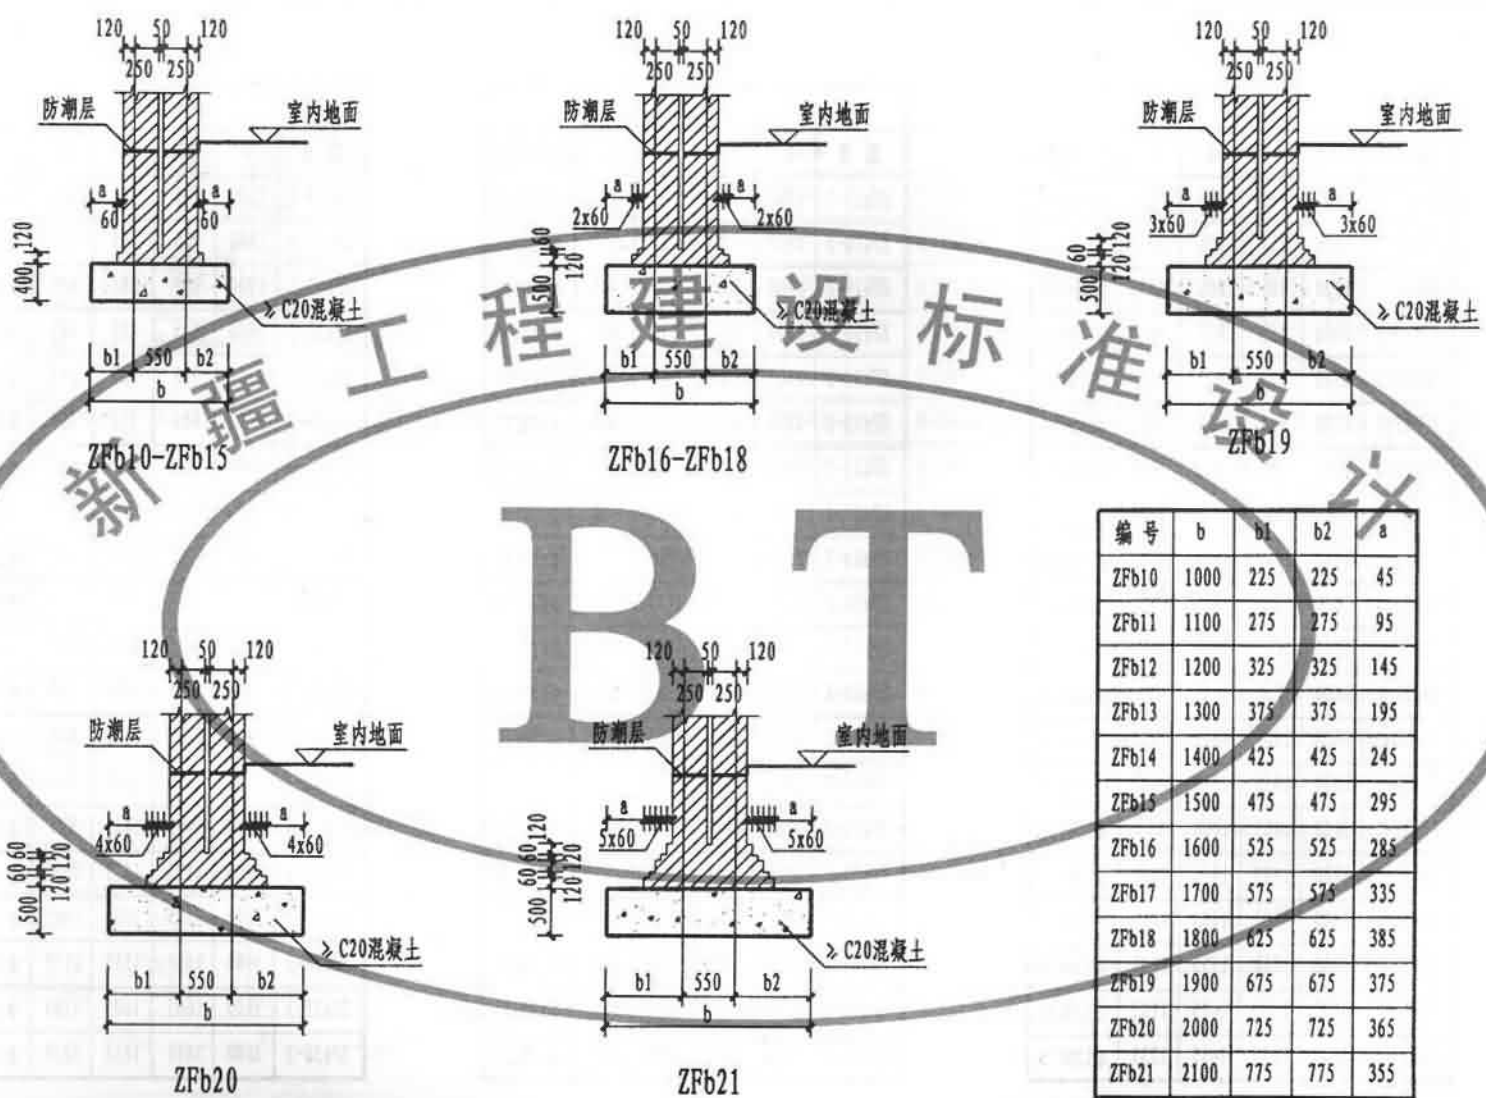 120 50 120
250 250
防潮层 室内地面
a a
60 60
120
400
≥C20混凝土
b1 550 b2
b
ZFb10-ZFb15
120 50 120
250 250
防潮层 室内地面
a a
2x60 2x60
60
120
500
≥C20混凝土
b1 550 b2
b
ZFb16-ZFb18
120 50 120
250 250
防潮层 室内地面
a a
3x60 3x60
60 120
120
500
≥C20混凝土
b1 550 b2
b
ZFb19
新疆工程建设标准设计
BT
120 50 120
250 250
防潮层 室内地面
a a
4x60 4x60
60 60 120
120
500
≥C20混凝土
b1 550 b2
b
ZFb20
120 50 120
250 250
防潮层 室内地面
a a
5x60 5x60
120
60 60 120
120
500
≥C20混凝土
b1 550 b2
b
ZFb21
编号 b b1 b2 a
ZFb10 1000 225 225 45
ZFb11 1100 275 275 95
ZFb12 1200 325 325 145
ZFb13 1300 375 375 195
ZFb14 1400 425 425 245
ZFb15 1500 475 475 295
ZFb16 1600 525 525 285
ZFb17 1700 575 575 335
ZFb18 1800 625 625 385
ZFb19 1900 675 675 375
ZFb20 2000 725 725 365
ZFb21 2100 775 775 355